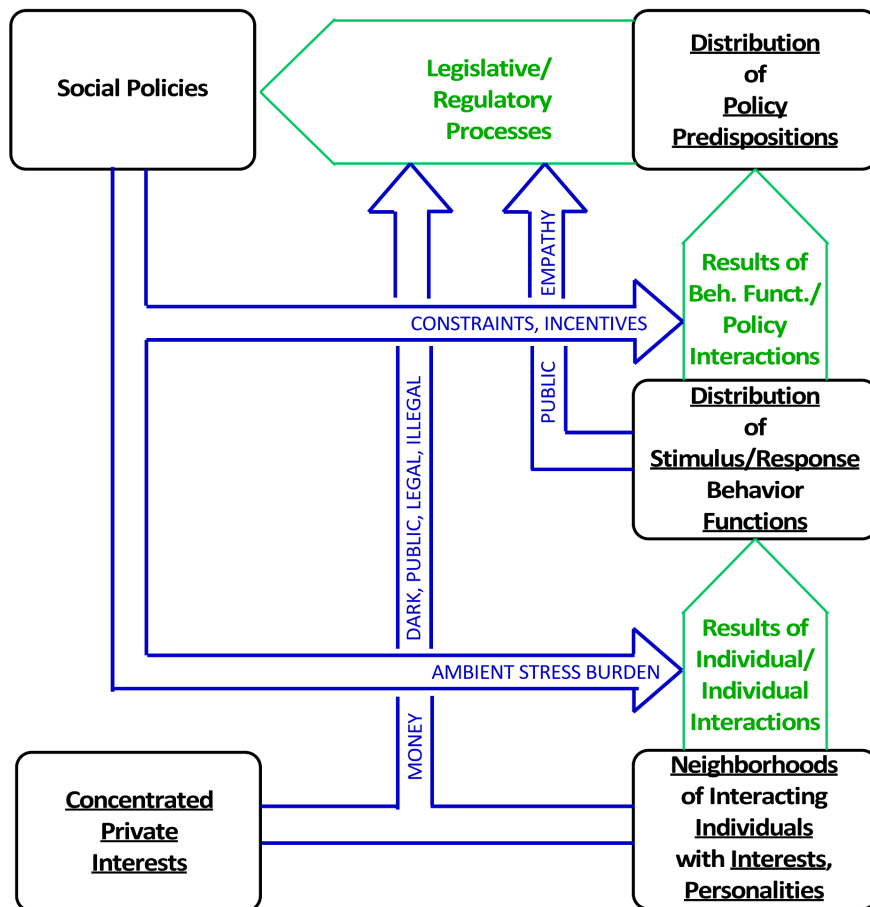 Social Policies
Legislative/
Regulatory
Processes
Distribution
of
Policy
Predispositions
EMPATHY
PUBLIC
Results of
Beh. Funct./
Policy
Interactions
CONSTRAINTS, INCENTIVES
DARK, PUBLIC, LEGAL, ILLEGAL
MONEY
Distribution
of
Stimulus/Response
Behavior
Functions
Results of
Individual/
Individual
Interactions
AMBIENT STRESS BURDEN
Concentrated
Private
Interests
Neighborhoods
of Interacting
Individuals
with Interests,
Personalities